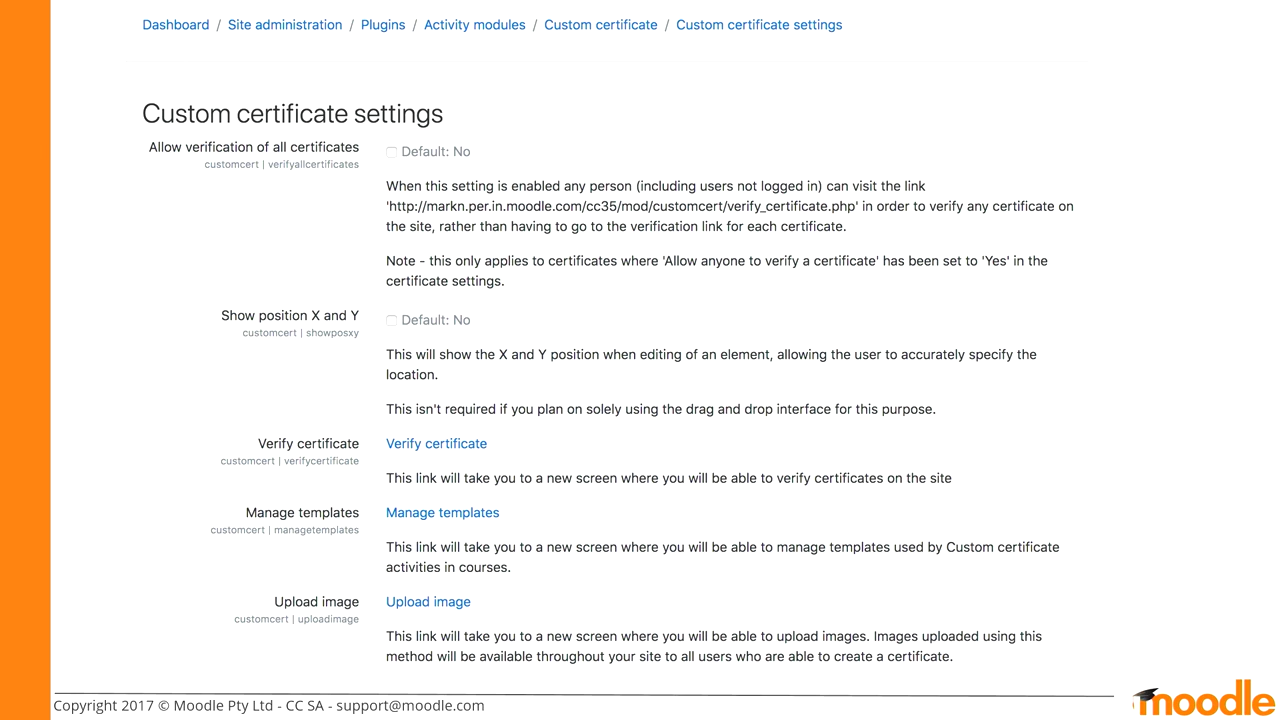 Dashboard / Site administration / Plugins / Activity modules / Custom certificate / Custom certificate settings
Custom certificate settings
Allow verification of all certificates
customcert | verifyallcertificates
Default: No
When this setting is enabled any person (including users not logged in) can visit the link
'http://markn.per.in.moodle.com/cc35/mod/customcert/verify_certificate.php' in order to verify any certificate on
the site, rather than having to go to the verification link for each certificate.
Note - this only applies to certificates where 'Allow anyone to verify a certificate' has been set to 'Yes' in the
certificate settings.
Show position X and Y
customcert | showposxy
Default: No
This will show the X and Y position when editing of an element, allowing the user to accurately specify the
location.
This isn't required if you plan on solely using the drag and drop interface for this purpose.
Verify certificate
customcert | verifycertificate
Verify certificate
This link will take you to a new screen where you will be able to verify certificates on the site
Manage templates
customcert | managetemplates
Manage templates
This link will take you to a new screen where you will be able to manage templates used by Custom certificate
activities in courses.
Upload image
customcert | uploadimage
Upload image
This link will take you to a new screen where you will be able to upload images. Images uploaded using this
method will be available throughout your site to all users who are able to create a certificate.
Copyright 2017 © Moodle Pty Ltd - CC SA - support@moodle.com
moodle